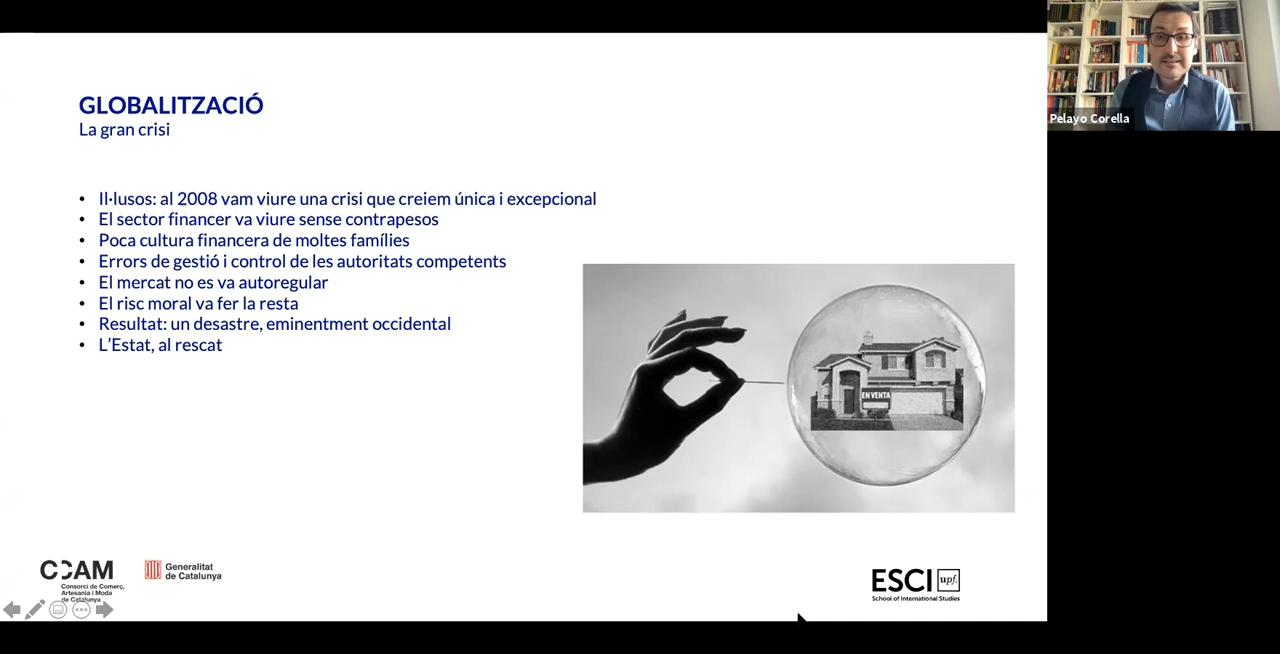 GLOBALITZACIÓ
La gran crisi
• Il·lusos: al 2008 vam viure una crisi que creiem única i excepcional
• El sector financer va viure sense contrapesos
• Poca cultura financera de moltes famílies
• Errors de gestió i control de les autoritats competents
• El mercat no es va autoregular
• El risc moral va fer la resta
• Resultat: un desastre, eminentment occidental
• L’Estat, al rescat
EN VENTA
CCAM
Consorci de Comerç,
Artesania i Moda
de Catalunya
Generalitat
de Catalunya
ESCI upf.
School of International Studies
Pelayo Corella